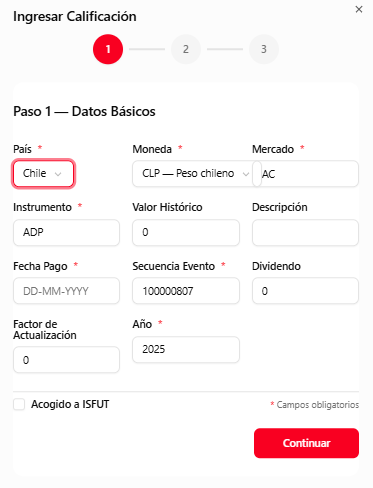 Ingresar Calificación
×
1 2 3
Paso 1 — Datos Básicos
País * Moneda * Mercado *
Chile CLP — Peso chileno AC
Instrumento * Valor Histórico Descripción
ADP 0
Fecha Pago * Secuencia Evento * Dividendo
DD-MM-YYYY 100000807 0
Factor de Actualización Año *
0 2025
Acogido a ISFUT * Campos obligatorios
Continuar